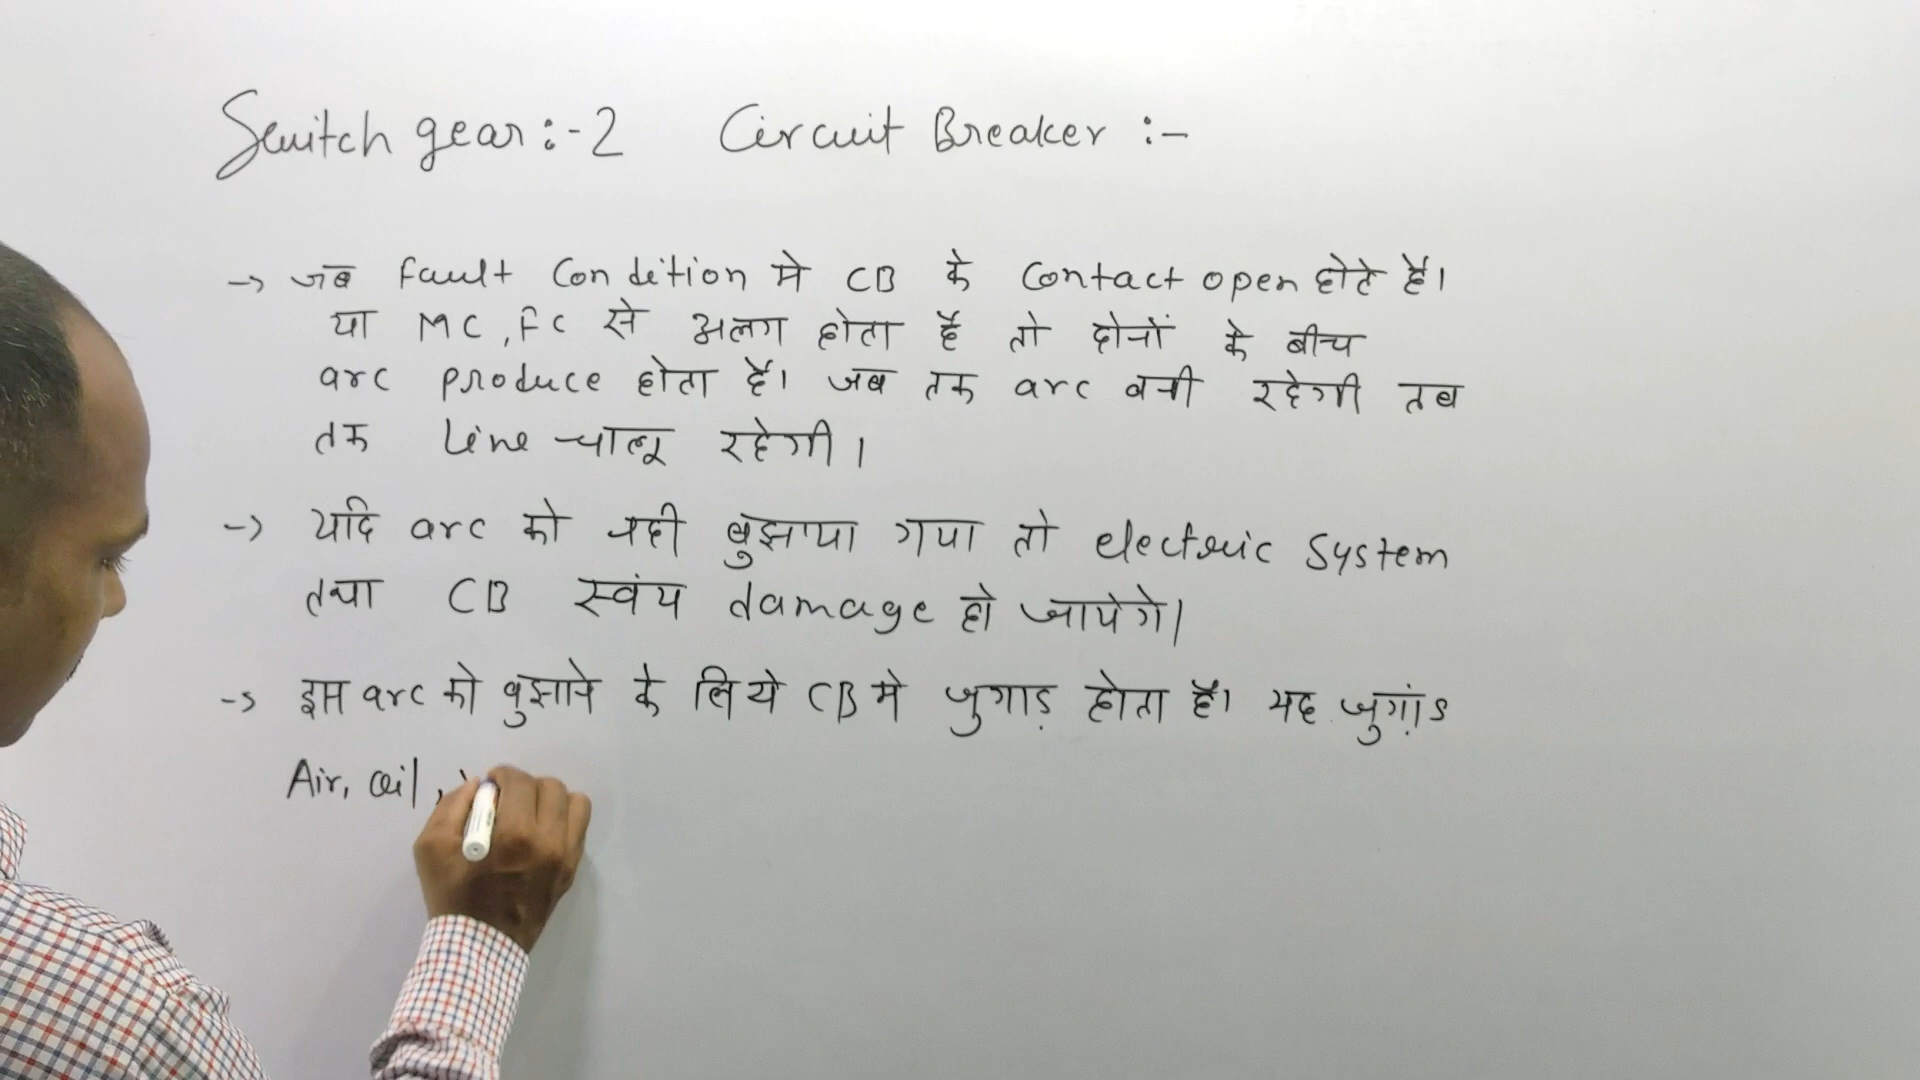 Switch gear:-2 Circuit Breaker :-
→ जब fault Condition मे CB के Contact open होते हैं।
या MC, FC से अलग होता है तो दोनों के बीच
arc produce होता हैं। जब तक arc बनी रहेगी तब
तक line चालू रहेगी।
→ यदि arc को नही बुझाया गया तो electric System
तथा CB स्वंय damage हो जायेगे।
→ इस arc को बुझाने के लिये CB मे जुगाड़ होता है। यह जुगांड़
Air, oil,